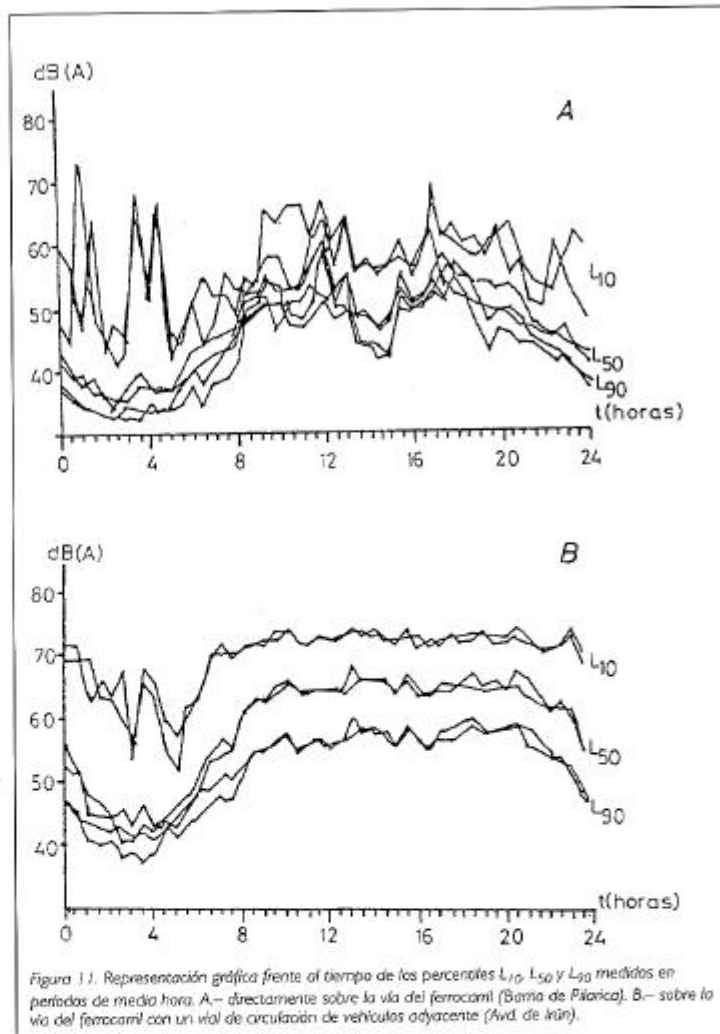 dB(A)
A
80
70
60
50
40
L10
L50
L90
t(horas)
0 4 8 12 16 20 24
dB(A)
B
80
70
60
50
40
L10
L50
L90
t(horas)
0 4 8 12 16 20 24
Figura 11. Representación gráfica frente al tiempo de los percentiles L10, L50 y L90 medidos en
períodos de media hora. A.– directamente sobre la vía del ferrocarril (Barrio de Pilarica). B.– sobre la
vía del ferrocarril con un vial de circulación de vehículos adyacente (Avd. de Irún).